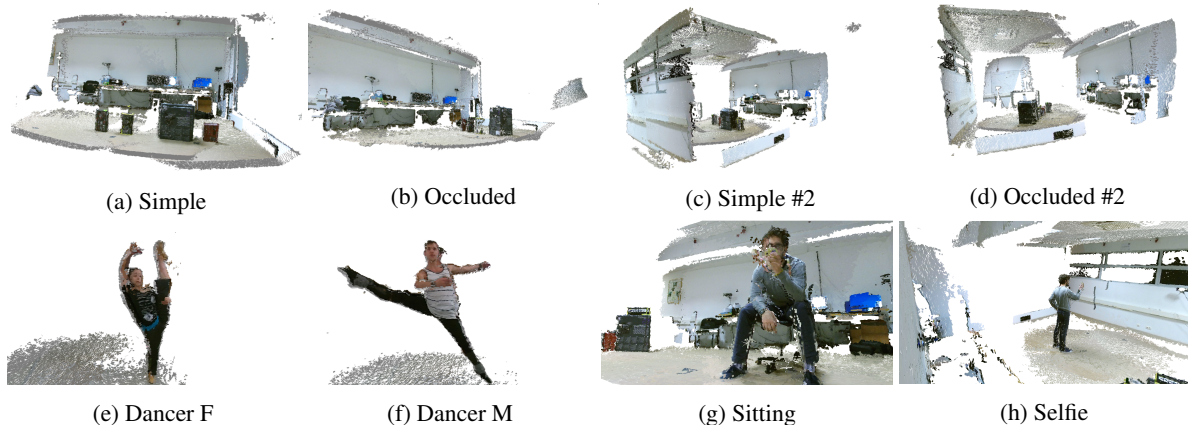 (a) Simple
(b) Occluded
(c) Simple #2
(d) Occluded #2
(e) Dancer F
(f) Dancer M
(g) Sitting
(h) Selfie